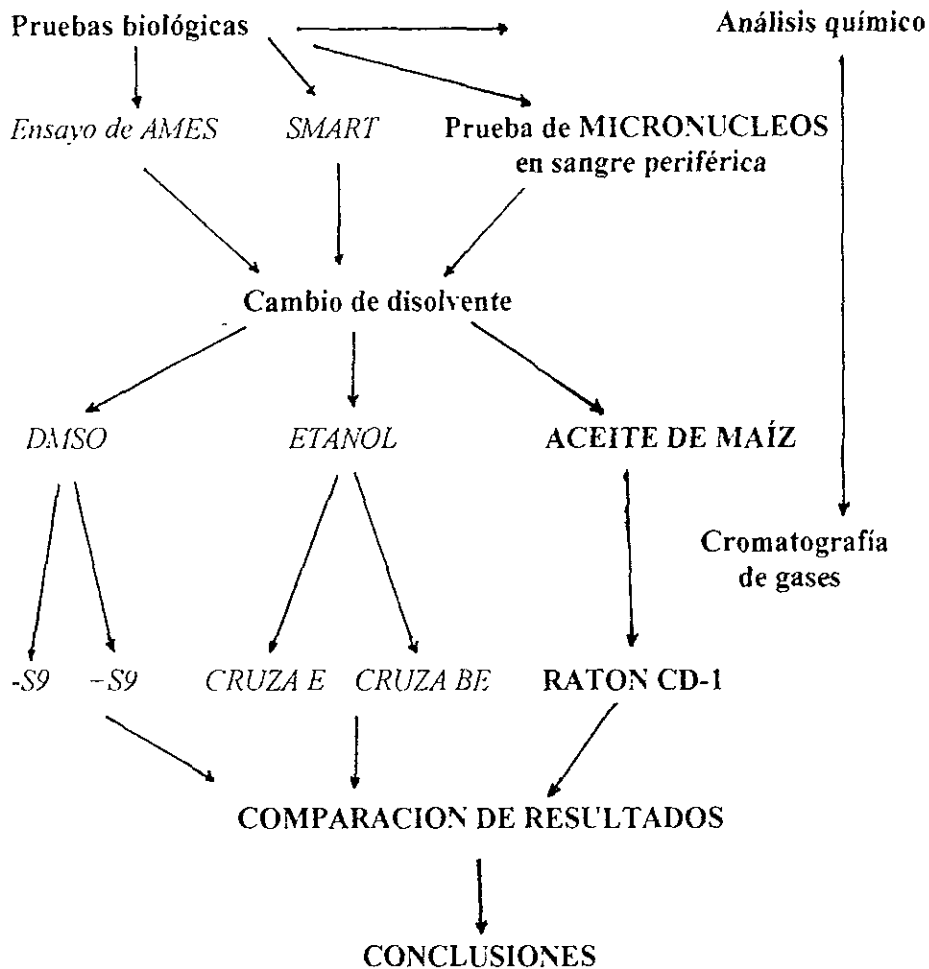 Pruebas biológicas
Análisis químico
Ensayo de AMES
SMART
Prueba de MICRONUCLEOS
en sangre periférica
Cambio de disolvente
DMSO
ETANOL
ACEITE DE MAÍZ
Cromatografía
de gases
-S9
–S9
CRUZA E
CRUZA BE
RATON CD-1
COMPARACION DE RESULTADOS
CONCLUSIONES